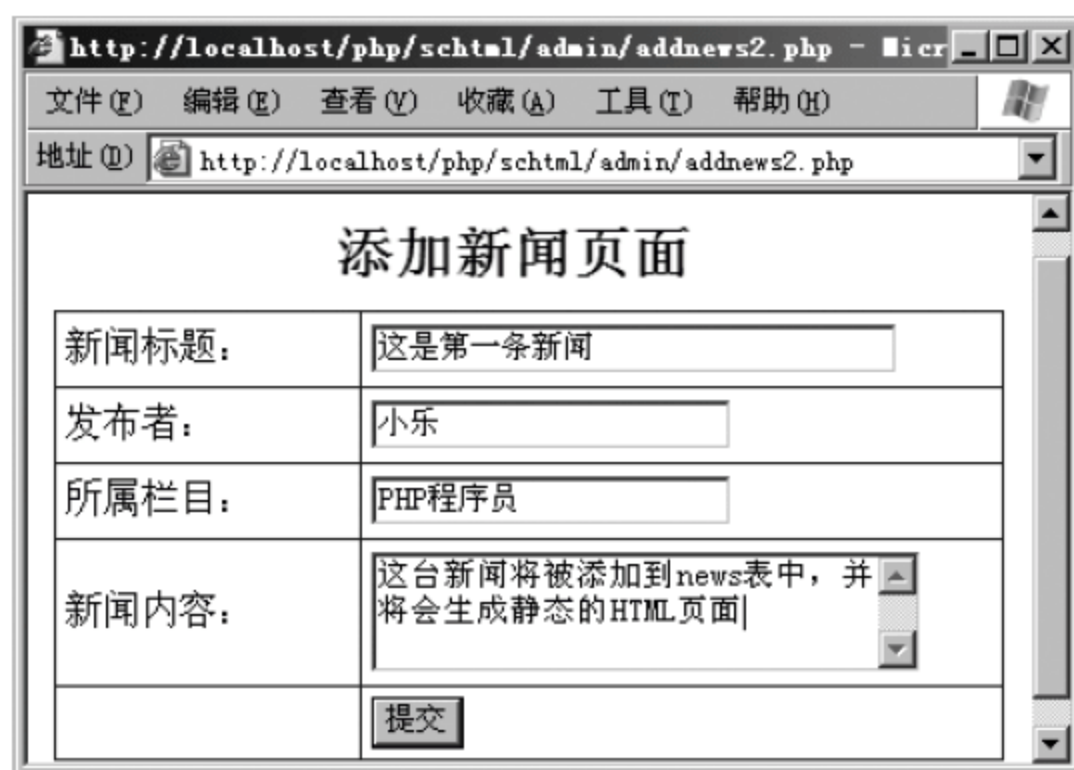 http://localhost/php/schtml/admin/addnews2.php - Micr
文件(F) 编辑(E) 查看(V) 收藏(A) 工具(T) 帮助(H)
地址(D) http://localhost/php/schtml/admin/addnews2.php
添加新闻页面
新闻标题： 这是第一条新闻
发布者： 小乐
所属栏目： PHP程序员
新闻内容： 这台新闻将被添加到news表中，并
将会生成静态的HTML页面
提交